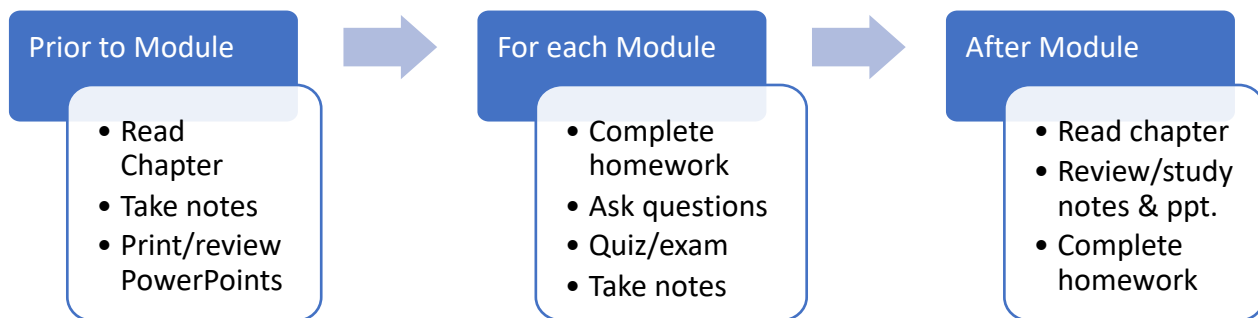 Prior to Module
• Read
Chapter
• Take notes
• Print/review
PowerPoints
For each Module
• Complete
homework
• Ask questions
• Quiz/exam
• Take notes
After Module
• Read chapter
• Review/study
notes & ppt.
• Complete
homework